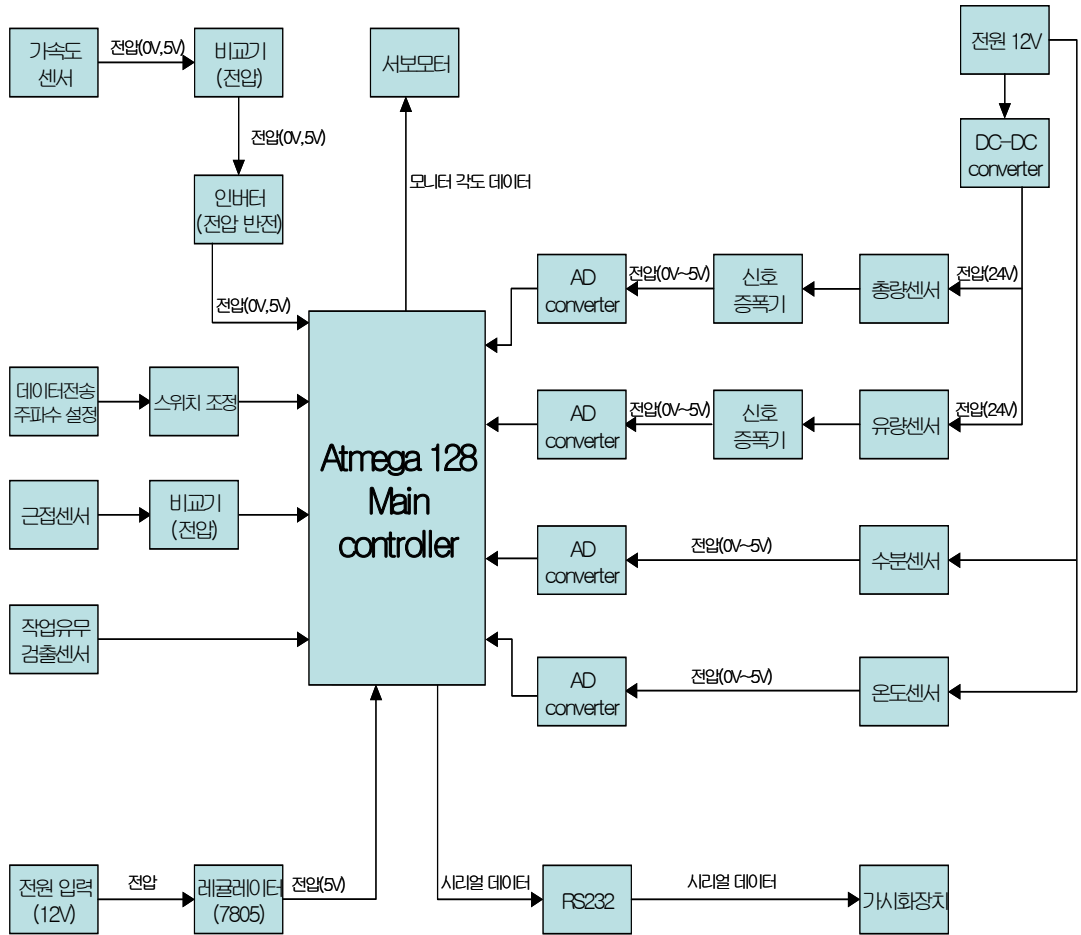 가속도
센서
전압(0V,5V)
비교기
(전압)
서보모터
전원 12V
전압(0V,5V)
DC-DC
converter
인버터
(전압 반전)
모니터 각도 데이터
전압(0V,5V)
AD
converter
전압(0V~5V)
신호
증폭기
총량센서
전압(24V)
데이터전송
주파수 설정
스위치 조정
AD
converter
전압(0V~5V)
신호
증폭기
유량센서
전압(24V)
Atmega 128
Main
controller
근접센서
비교기
(전압)
AD
converter
전압(0V~5V)
수분센서
작업유무
검출센서
AD
converter
전압(0V~5V)
온도센서
전원 입력
(12V)
전압
레귤레이터
(7805)
전압(5V)
시리얼 데이터
RS232
시리얼 데이터
가시화장치